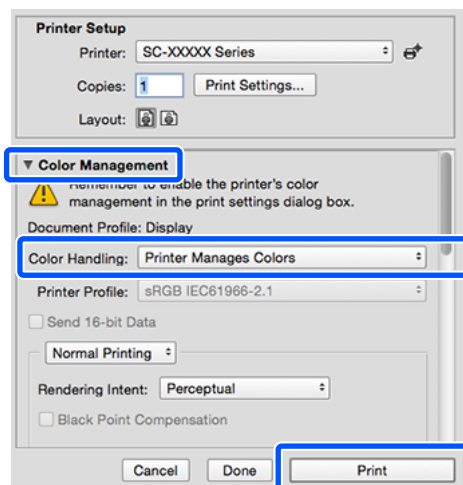 Printer Setup
Printer: SC-XXXXX Series
Copies: 1 Print Settings...
Layout:
▼ Color Management
Remember to enable the printer's color
management in the print settings dialog box.
Document Profile: Display
Color Handling: Printer Manages Colors
Printer Profile: sRGB IEC61966-2.1
Send 16-bit Data
Normal Printing
Rendering Intent: Perceptual
Black Point Compensation
Cancel Done Print